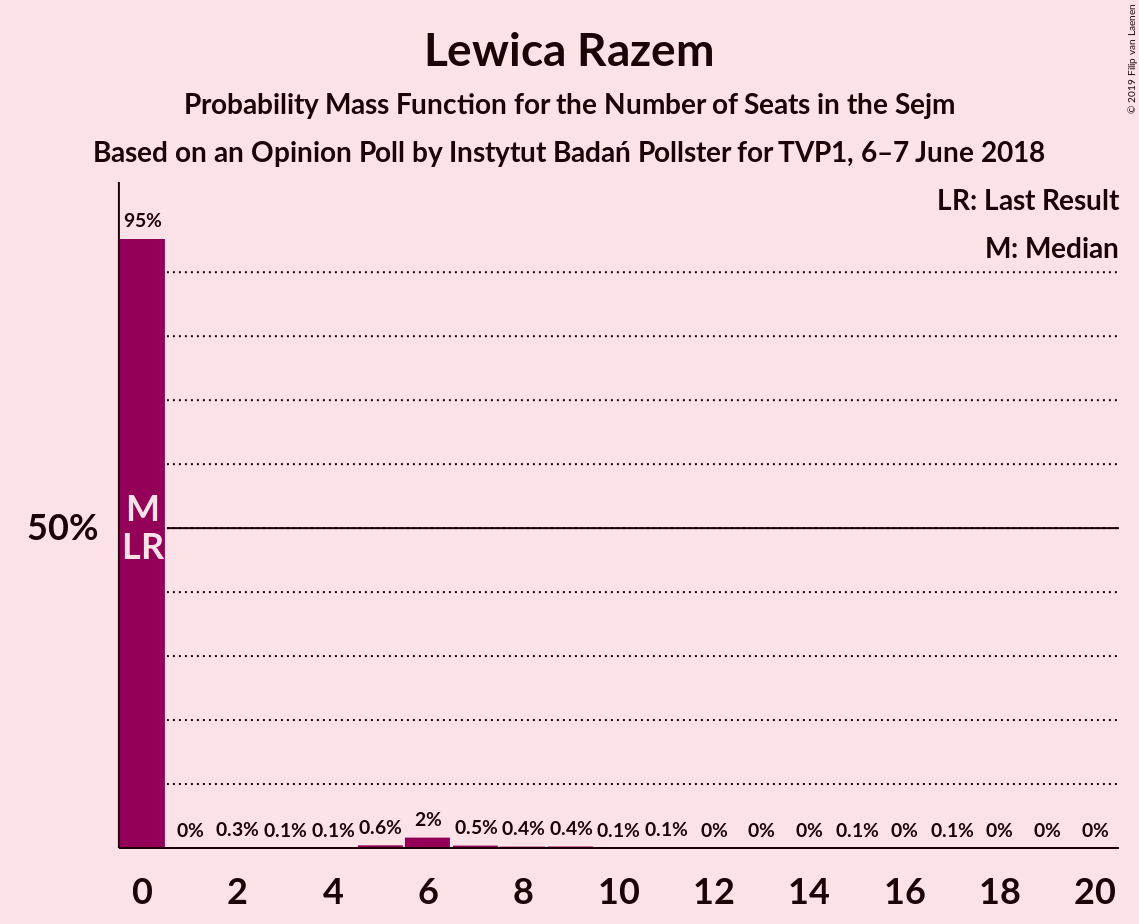 Lewica Razem
Probability Mass Function for the Number of Seats in the Sejm
Based on an Opinion Poll by Instytut Badań Pollster for TVP1, 6–7 June 2018
© 2019 Filip van Laenen
LR: Last Result
M: Median
95%
M
LR
50%
0% 0.3% 0.1% 0.1% 0.6% 2% 0.5% 0.4% 0.4% 0.1% 0.1% 0% 0% 0% 0.1% 0% 0.1% 0% 0% 0%
0 2 4 6 8 10 12 14 16 18 20